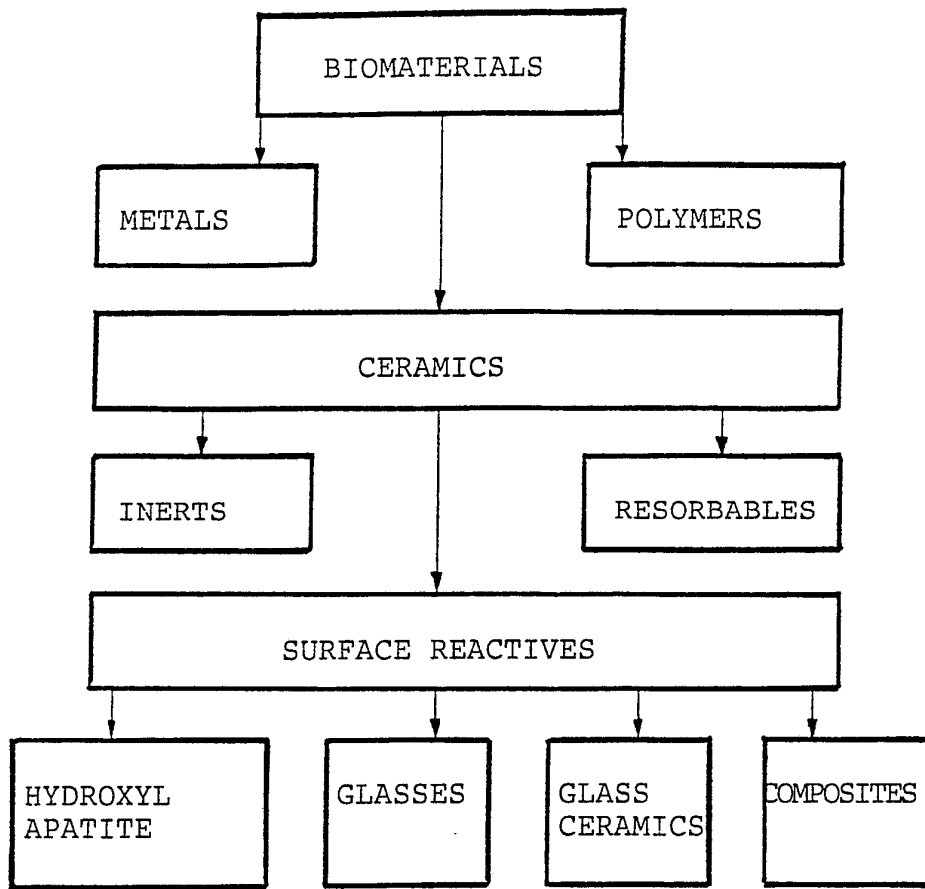 BIOMATERIALS
METALS
POLYMERS
CERAMICS
INERTS
RESORBABLES
SURFACE REACTIVES
HYDROXYL
APATITE
GLASSES
GLASS
CERAMICS
COMPOSITES